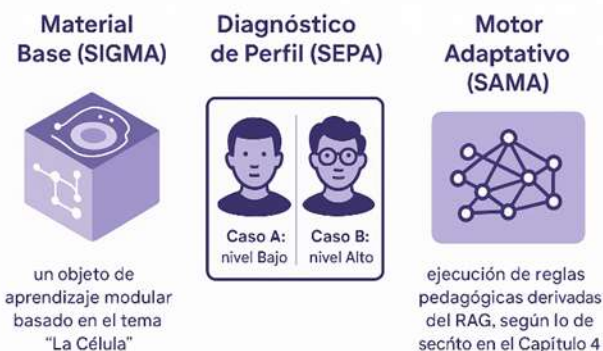 Material
Base (SIGMA)
un objeto de
aprendizaje modular
basado en el tema
"La Célula"
Diagnóstico
de Perfil (SEPA)
Caso A:
nivel Bajo
Caso B:
nivel Alto
Motor
Adaptativo
(SAMA)
ejecución de reglas
pedagógicas derivadas
del RAG, según lo de
secńto en el Capítulo 4